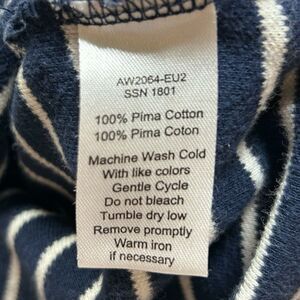 AW2064-EU2
SSN 1801
100% Pima Cotton
100% Pima Coton
Machine Wash Cold
With like colors
Gentle Cycle
Do not bleach
Tumble dry low
Remove promptly
Warm iron
if necessary